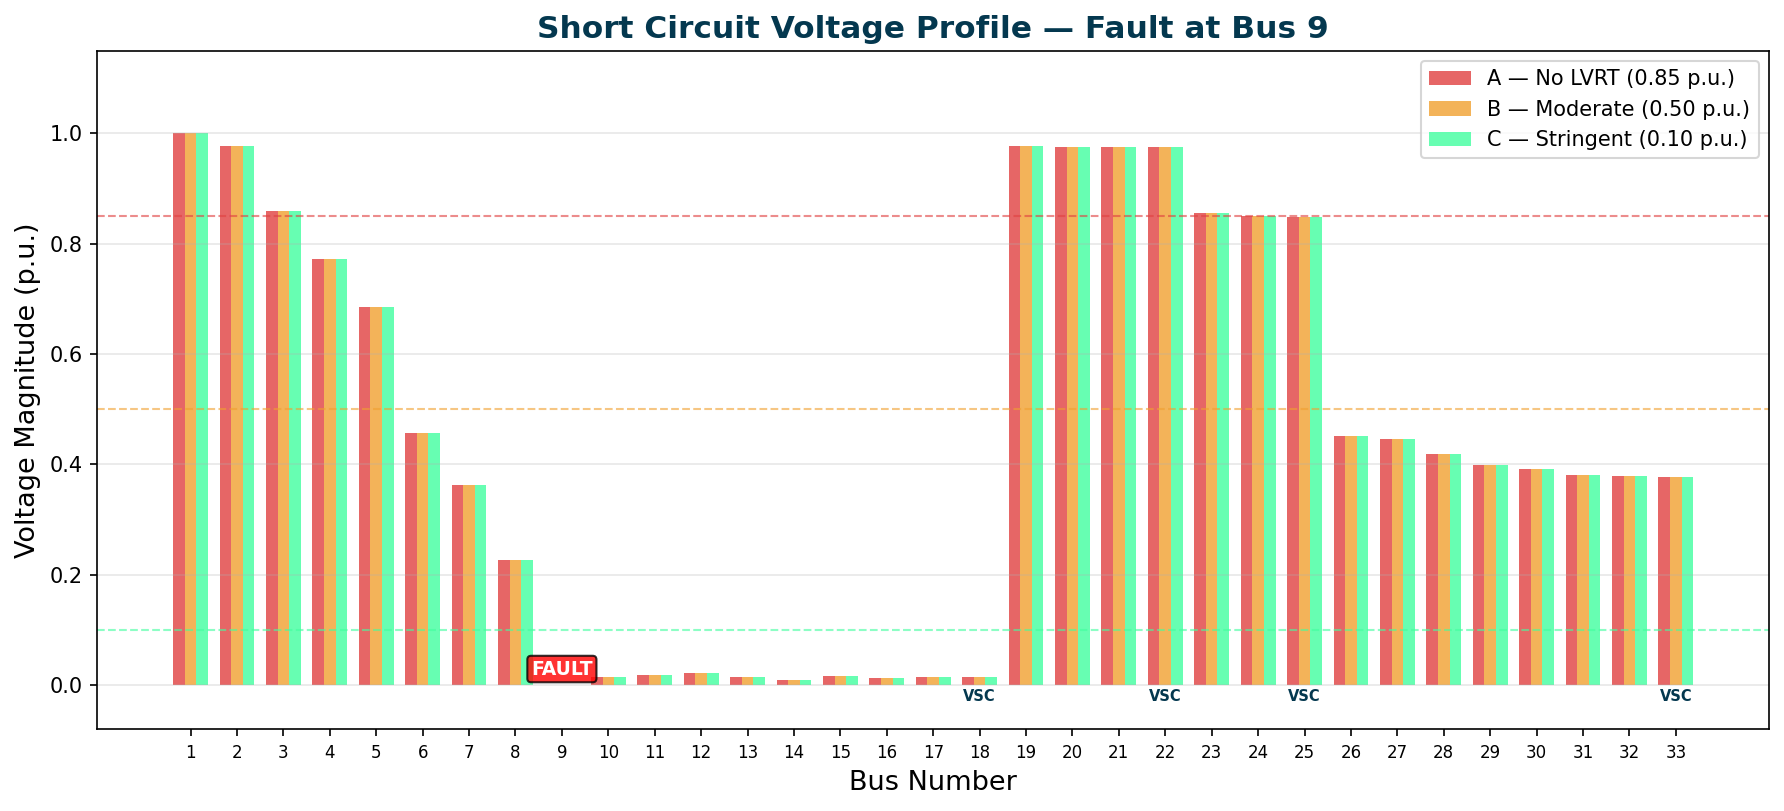 Short Circuit Voltage Profile — Fault at Bus 9
A — No LVRT (0.85 p.u.)
B — Moderate (0.50 p.u.)
C — Stringent (0.10 p.u.)
Voltage Magnitude (p.u.)
1.0
0.8
0.6
0.4
0.2
0.0
FAULT
VSC VSC VSC VSC
1 2 3 4 5 6 7 8 9 10 11 12 13 14 15 16 17 18 19 20 21 22 23 24 25 26 27 28 29 30 31 32 33
Bus Number